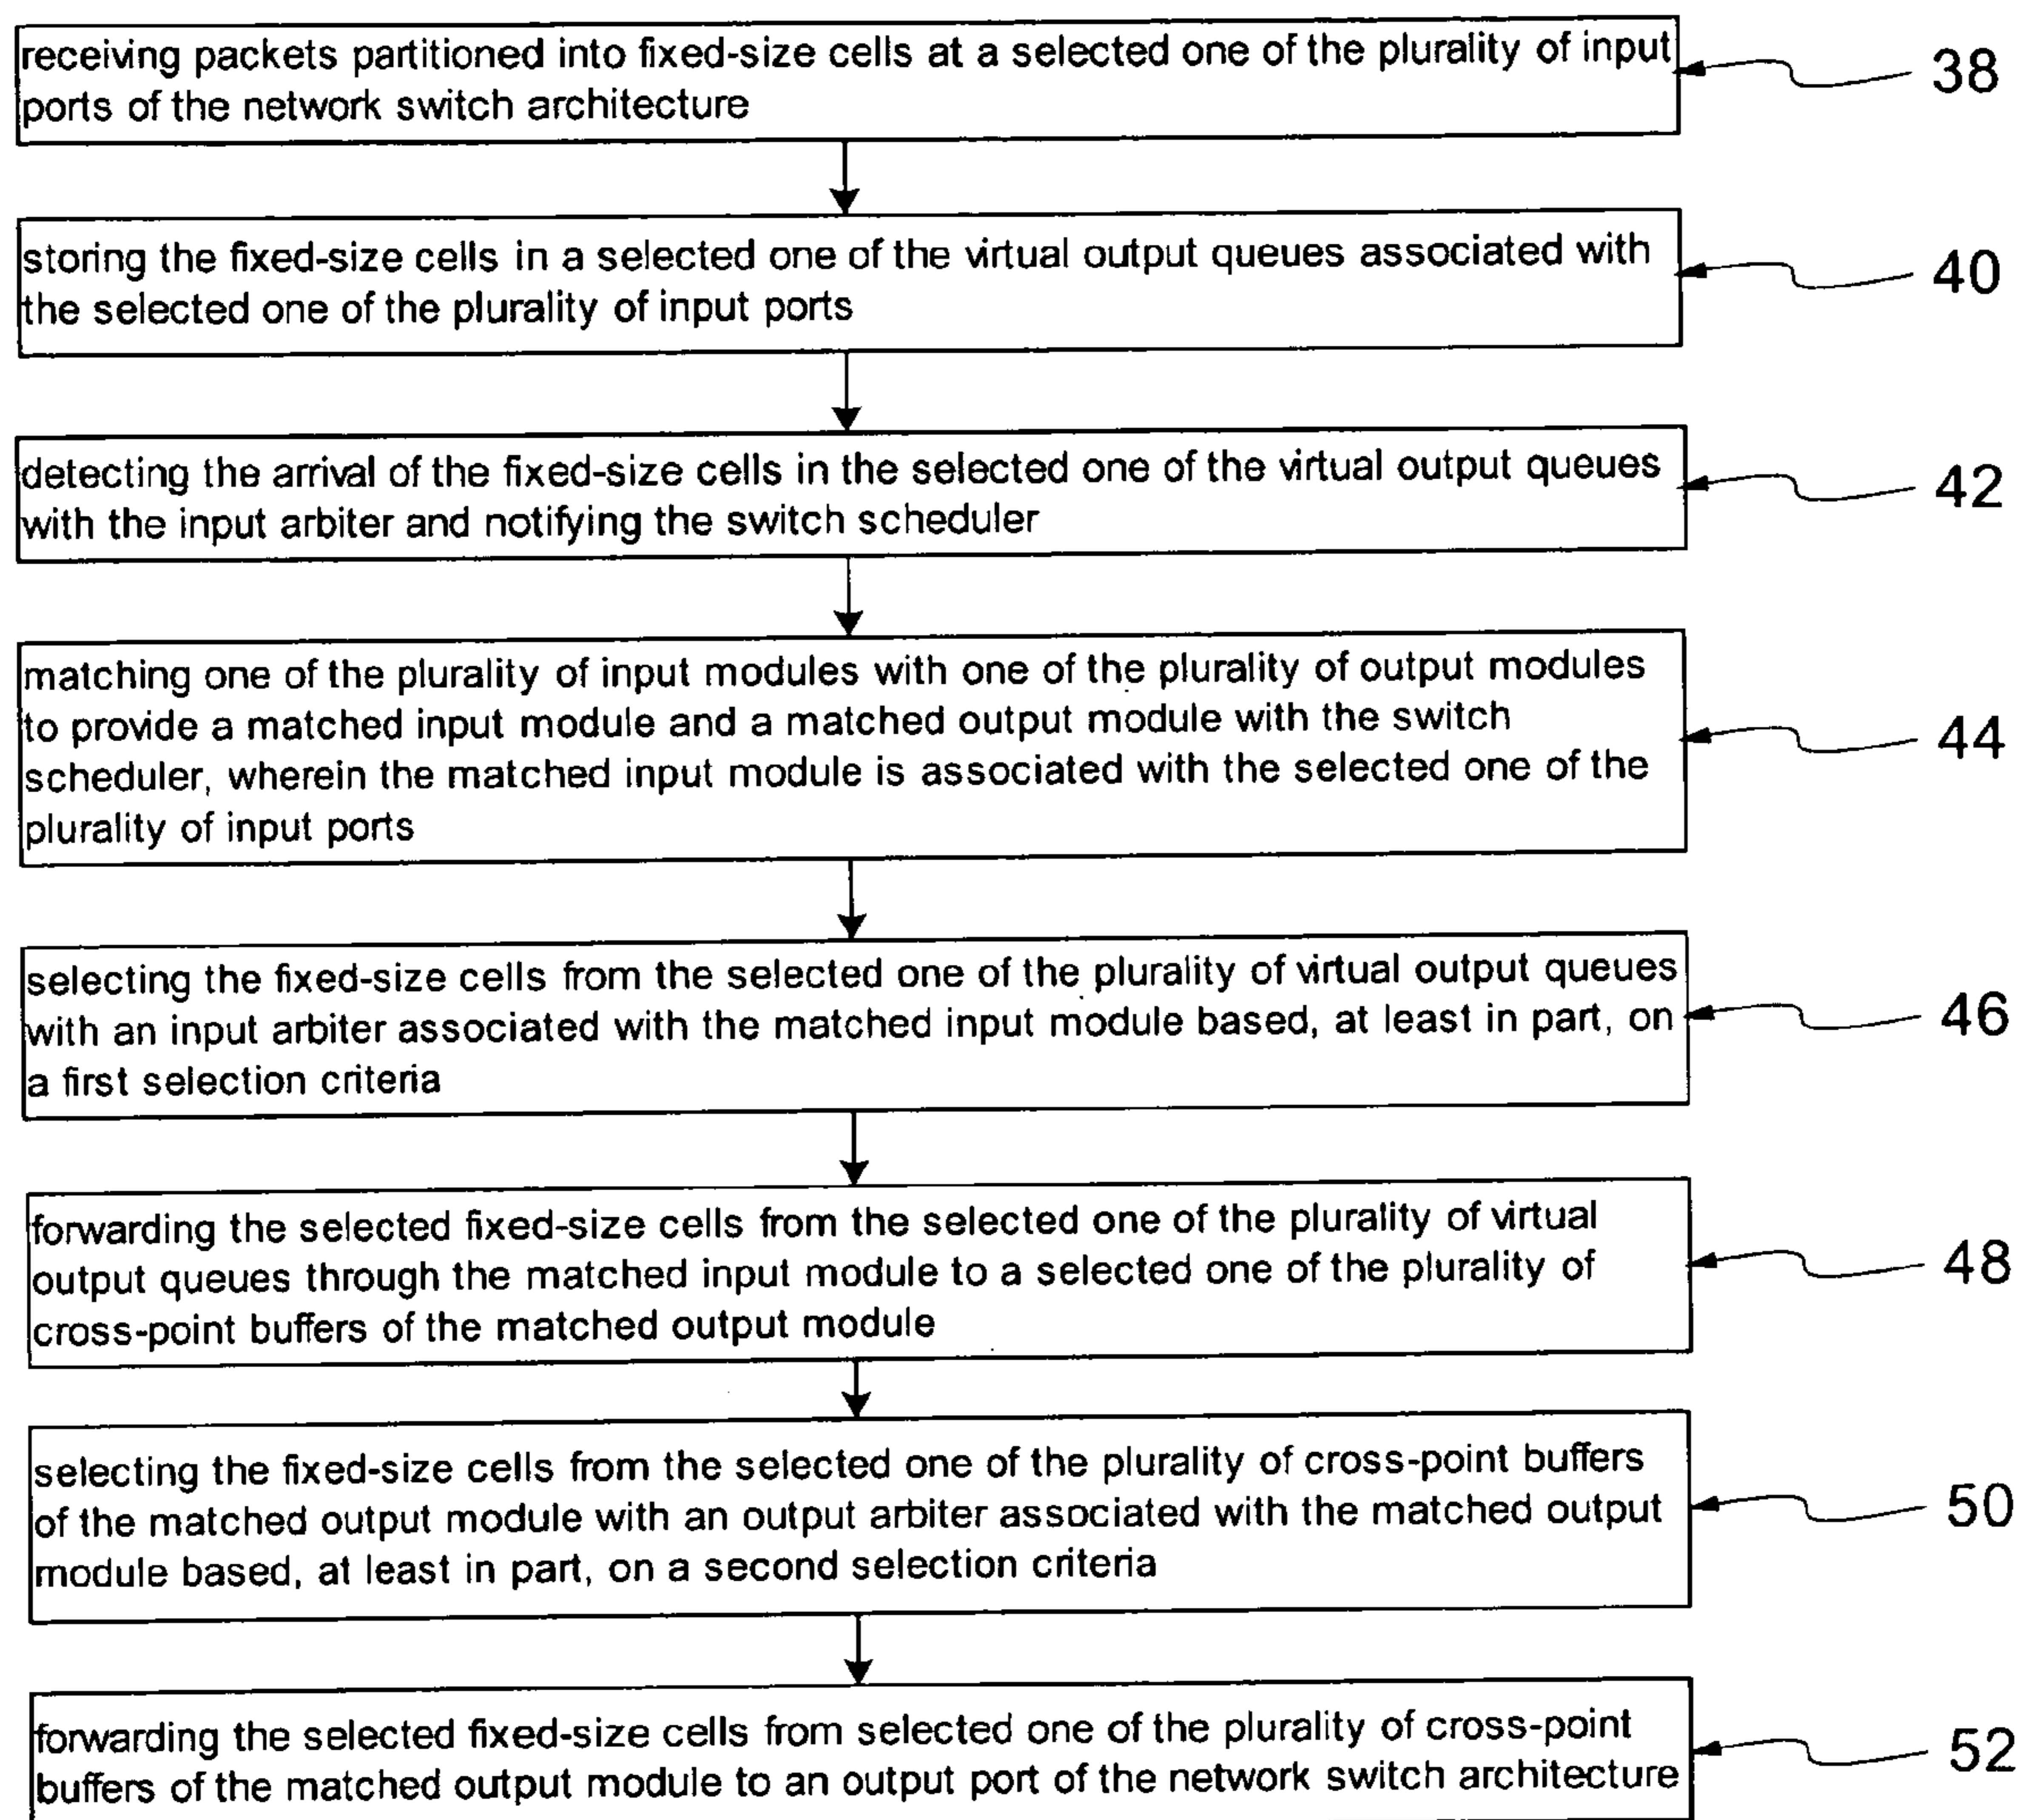 receiving packets partitioned into fixed-size cells at a selected one of the plurality of input
ports of the network switch architecture
38
storing the fixed-size cells in a selected one of the virtual output queues associated with
the selected one of the plurality of input ports
40
detecting the arrival of the fixed-size cells in the selected one of the virtual output queues
with the input arbiter and notifying the switch scheduler
42
matching one of the plurality of input modules with one of the plurality of output modules
to provide a matched input module and a matched output module with the switch
scheduler, wherein the matched input module is associated with the selected one of the
plurality of input ports
44
selecting the fixed-size cells from the selected one of the plurality of virtual output queues
with an input arbiter associated with the matched input module based, at least in part, on
a first selection criteria
46
forwarding the selected fixed-size cells from the selected one of the plurality of virtual
output queues through the matched input module to a selected one of the plurality of
cross-point buffers of the matched output module
48
selecting the fixed-size cells from the selected one of the plurality of cross-point buffers
of the matched output module with an output arbiter associated with the matched output
module based, at least in part, on a second selection criteria
50
forwarding the selected fixed-size cells from selected one of the plurality of cross-point
buffers of the matched output module to an output port of the network switch architecture
52